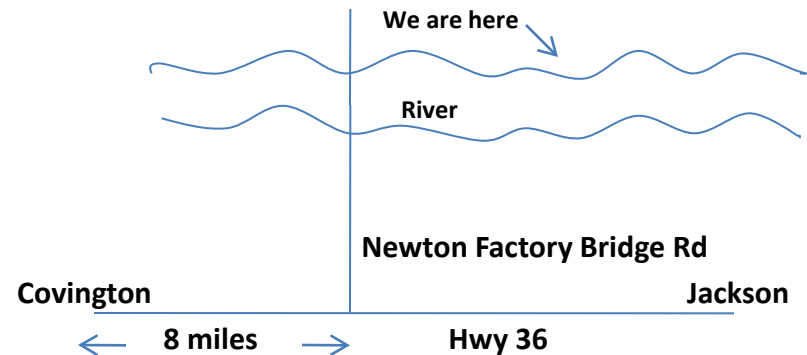 We are here
River
Newton Factory Bridge Rd
Covington
Jackson
8 miles
Hwy 36